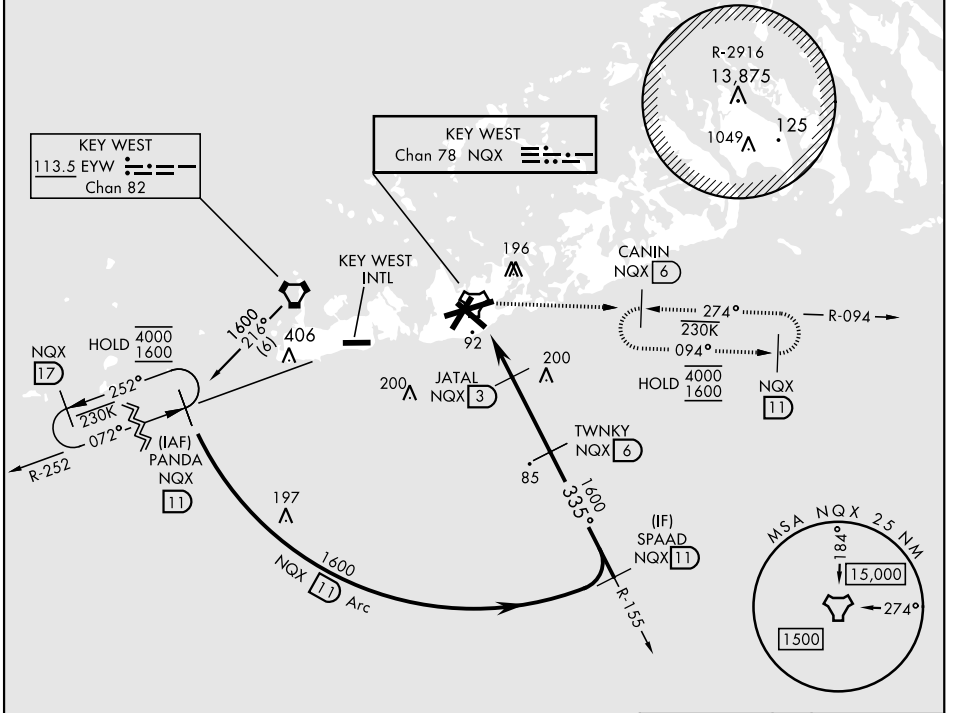 R-2916
13,875
1049
125
KEY WEST
113.5 EYW
Chan 82
KEY WEST
Chan 78 NQX
196
CANIN
NQX 6
KEY WEST
INTL
274°
R-094
230K
094°
HOLD 4000
1600
NQX
11
1600
216°
(6)
406
HOLD 4000
1600
NQX
17
252°
230K
072°
R-252
(IAF)
PANDA
NQX
11
92
200
JATAL
NQX 3
200
TWNKY
NQX 6
85
1600
335°
197
1600
NQX 11 Arc
(IF)
SPAAD
NQX 11
R-155
MSA NQX 25 NM
184°
15,000
274°
1500